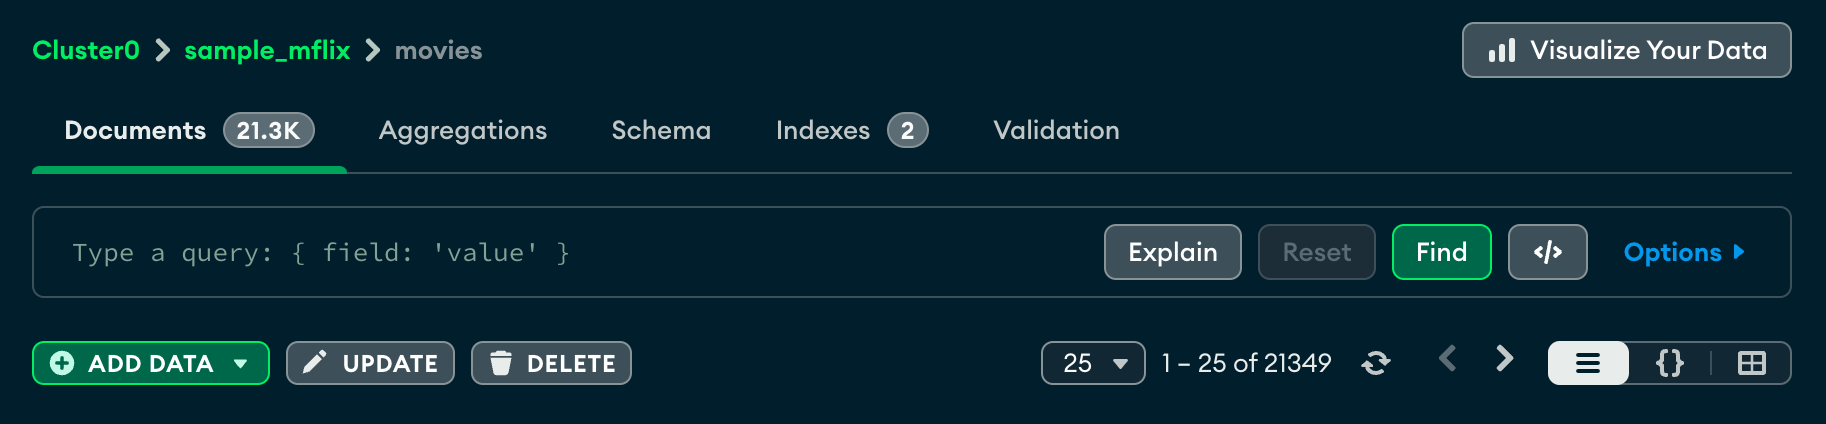 Cluster0 > sample_mflix > movies
Visualize Your Data
Documents 21.3K Aggregations Schema Indexes 2 Validation
Type a query: { field: 'value' }
Explain Reset Find </> Options
ADD DATA UPDATE DELETE 25 1 – 25 of 21349 {}